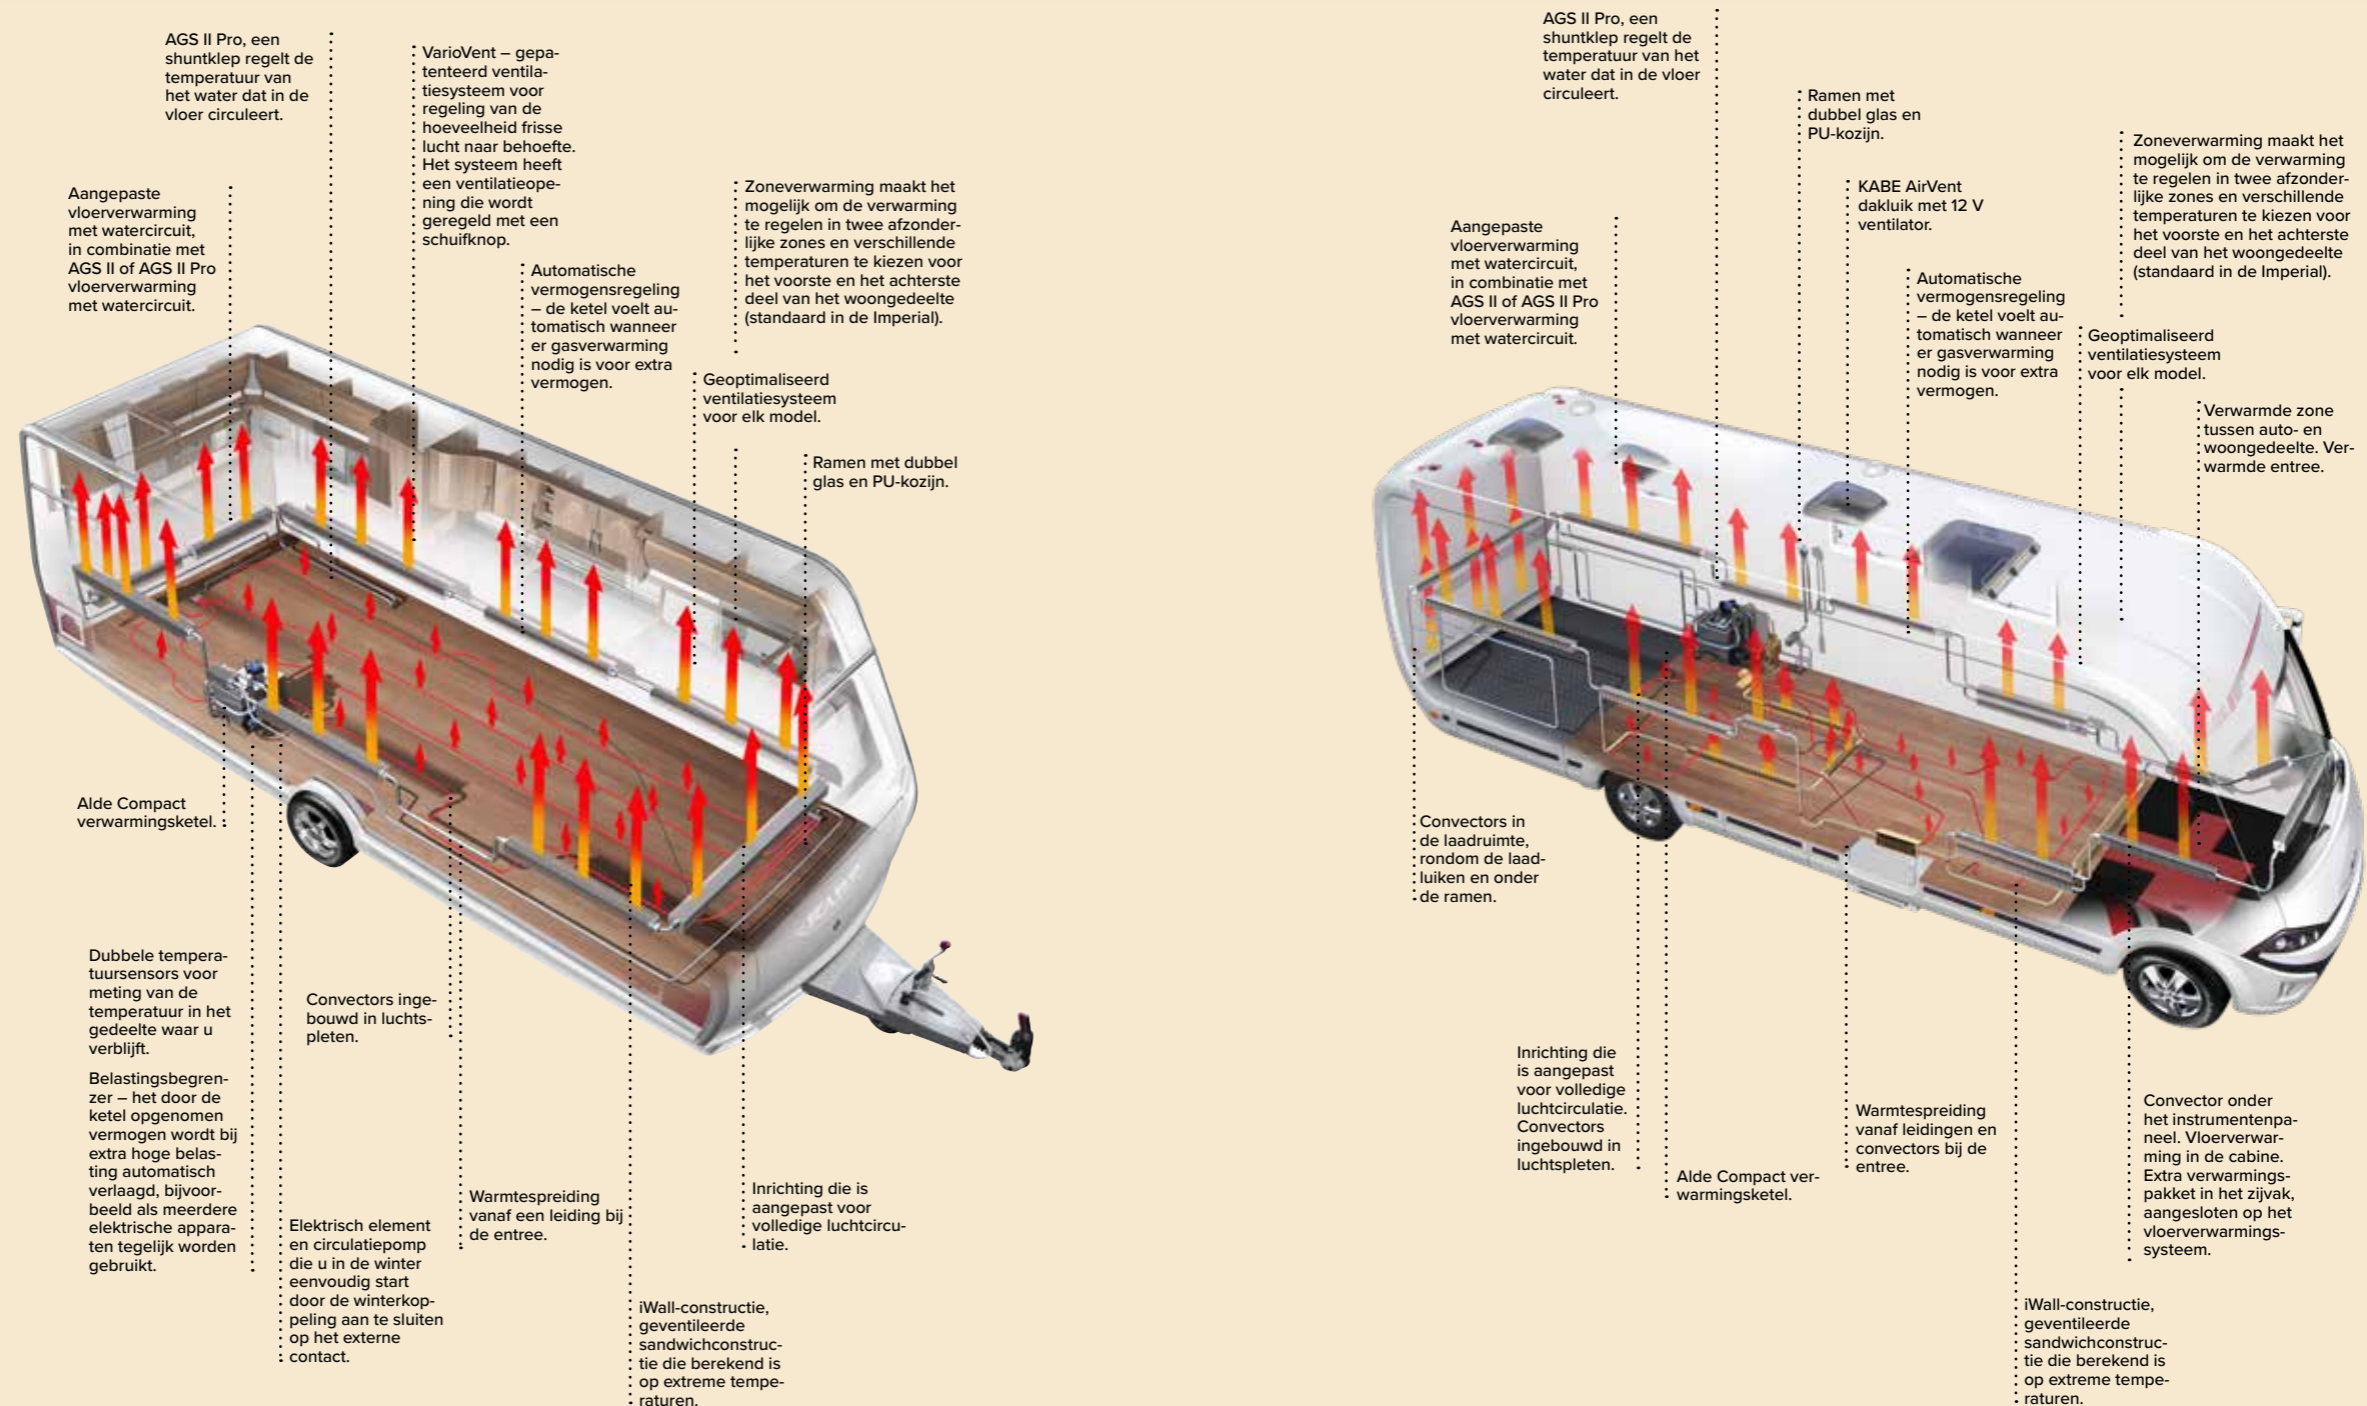 AGS II Pro, een
shuntklep regelt de
temperatuur van
het water dat in de
vloer circuleert.
VarioVent – gepa-
tenteerd ventila-
tiesysteem voor
regeling van de
hoeveelheid frisse
lucht naar behoefte.
Het systeem heeft
een ventilatieope-
ning die wordt
geregeld met een
schuifknop.
Aangepaste
vloerverwarming
met watercircuit,
in combinatie met
AGS II of AGS II Pro
vloerverwarming
met watercircuit.
Zoneverwarming maakt het
mogelijk om de verwarming
te regelen in twee afzonder-
lijke zones en verschillende
temperaturen te kiezen voor
het voorste en het achterste
deel van het woongedeelte
(standaard in de Imperial).
Automatische
vermogensregeling
– de ketel voelt au-
tomatisch wanneer
er gasverwarming
nodig is voor extra
vermogen.
Geoptimaliseerd
ventilatiesysteem
voor elk model.
Ramen met dubbel
glas en PU-kozijn.
Alde Compact
verwarmingsketel.
Dubbele tempera-
tuursensors voor
meting van de
temperatuur in het
gedeelte waar u
verblijft.
Belastingsbegren-
zer – het door de
ketel opgenomen
vermogen wordt bij
extra hoge belas-
ting automatisch
verlaagd, bijvoor-
beeld als meerdere
elektrische appara-
ten tegelijk worden
gebruikt.
Convectors inge-
bouwd in luchts-
pleten.
Elektrisch element
en circulatiepomp
die u in de winter
eenvoudig start
door de winterkop-
peling aan te sluiten
op het externe
contact.
Warmtespreiding
vanaf een leiding bij
de entree.
Inrichting die is
aangepast voor
volledige luchtcircu-
latie.
iWall-constructie,
geventileerde
sandwichconstruc-
tie die berekend is
op extreme tempe-
raturen.
KABE
AGS II Pro, een
shuntklep regelt de
temperatuur van het
water dat in de vloer
circuleert.
Ramen met
dubbel glas en
PU-kozijn.
Zoneverwarming maakt het
mogelijk om de verwarming
te regelen in twee afzonder-
lijke zones en verschillende
temperaturen te kiezen voor
het voorste en het achterste
deel van het woongedeelte
(standaard in de Imperial).
KABE AirVent
dakluik met 12 V
ventilator.
Aangepaste
vloerverwarming
met watercircuit,
in combinatie met
AGS II of AGS II Pro
vloerverwarming
met watercircuit.
Automatische
vermogensregeling
– de ketel voelt au-
tomatisch wanneer
er gasverwarming
nodig is voor extra
vermogen.
Geoptimaliseerd
ventilatiesysteem
voor elk model.
Verwarmde zone
tussen auto- en
woongedeelte. Ver-
warmde entree.
Convectors in
de laadruimte,
rondom de laad-
luiken en onder
de ramen.
Inrichting die
is aangepast
voor volledige
luchtcirculatie.
Convectors
ingebouwd in
luchtspleten.
Alde Compact ver-
warmingsketel.
Warmtespreiding
vanaf leidingen en
convectors bij de
entree.
Convector onder
het instrumentenpa-
neel. Vloerverwar-
ming in de cabine.
Extra verwarmings-
pakket in het zijvak,
aangesloten op het
vloerverwarmings-
systeem.
iWall-constructie,
geventileerde
sandwichconstruc-
tie die berekend is
op extreme tempe-
raturen.